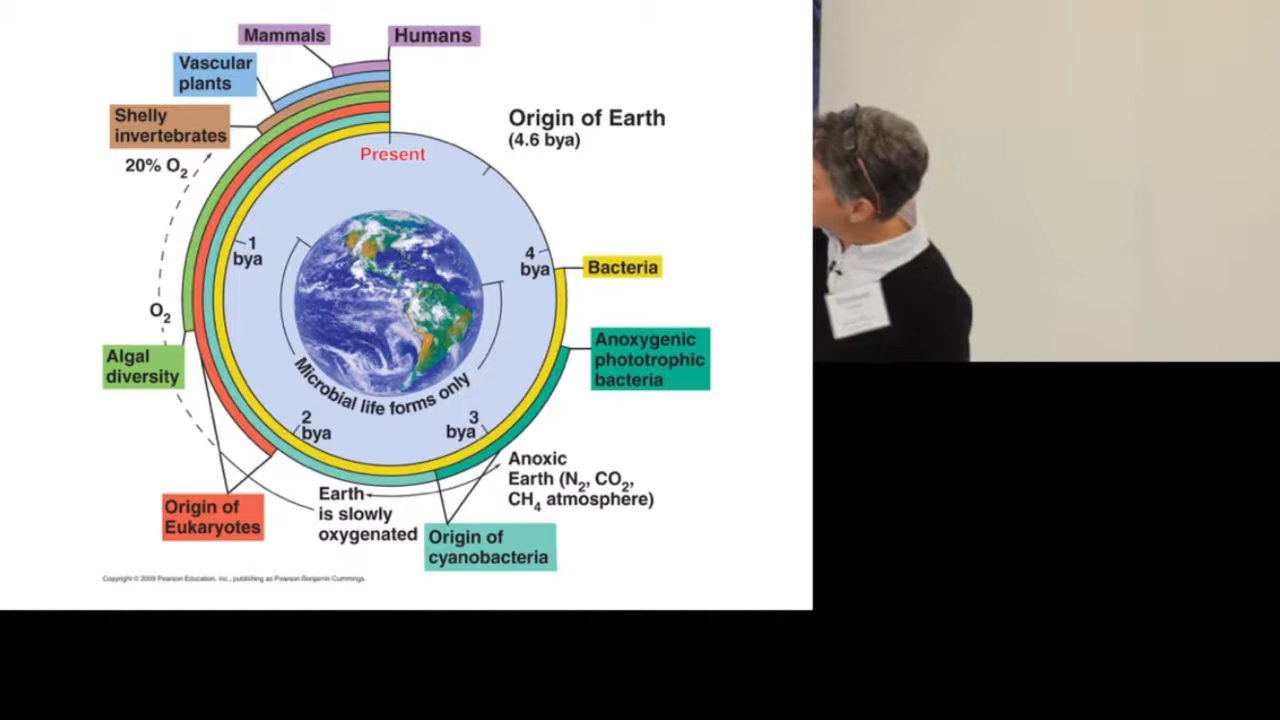 Mammals
Humans
Vascular
plants
Shelly
invertebrates
20% O₂
Origin of Earth
(4.6 bya)
Present
1
bya
4
bya
Bacteria
O₂
Anoxygenic
phototrophic
bacteria
Algal
diversity
Microbial life forms only
2
bya
3
bya
Anoxic
Earth (N₂, CO₂,
CH₄ atmosphere)
Origin of
Eukaryotes
Earth
is slowly
oxygenated
Origin of
cyanobacteria
Copyright © 2009 Pearson Education, Inc., publishing as Pearson Benjamin Cummings.